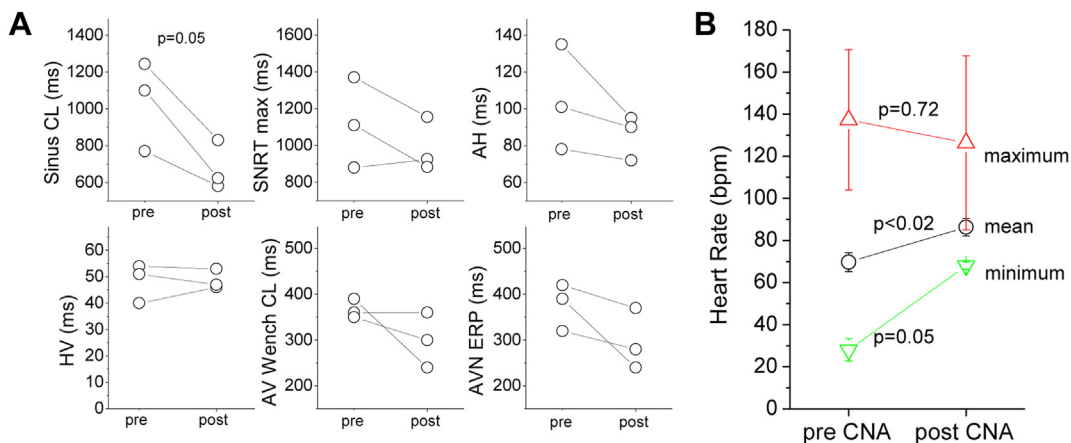 A
Sinus CL (ms)
1400
1200
1000
800
600
p=0.05
pre
post
SNRT max (ms)
1600
1400
1200
1000
800
pre
post
AH (ms)
140
120
100
80
60
pre
post
HV (ms)
60
50
40
30
20
10
0
pre
post
AV Wench CL (ms)
500
400
300
200
pre
post
AVN ERP (ms)
500
400
300
200
pre
post
B
Heart Rate (bpm)
180
160
140
120
100
80
60
40
20
0
p=0.72
maximum
p<0.02
mean
minimum
p=0.05
pre CNA
post CNA